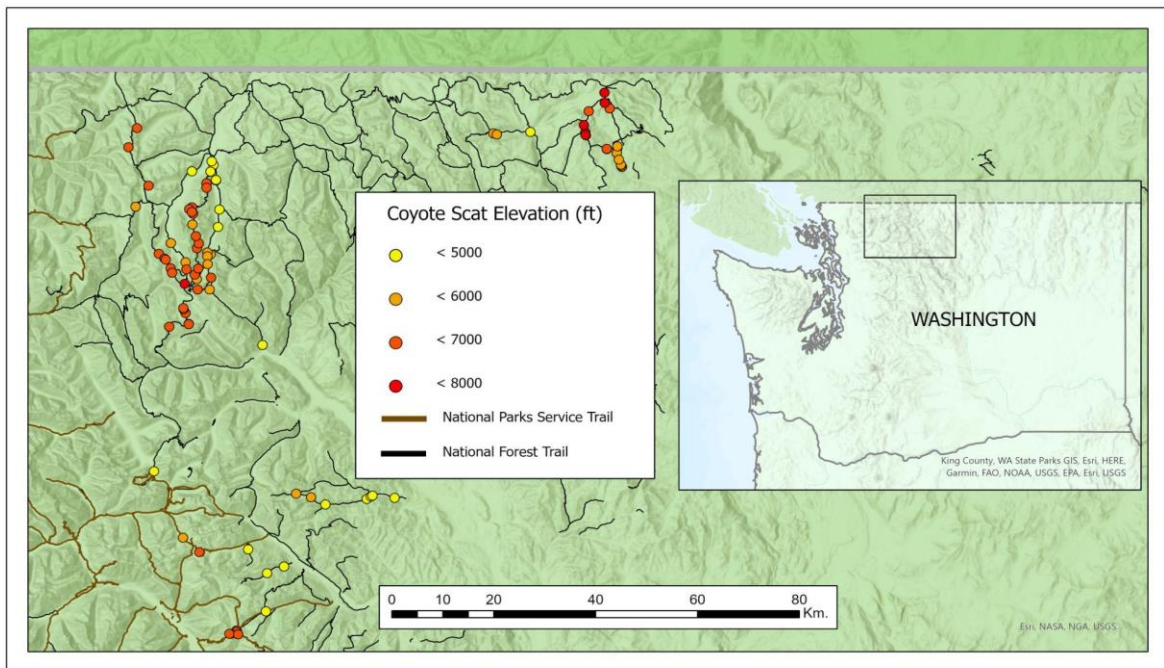 Coyote Scat Elevation (ft)
< 5000
< 6000
< 7000
< 8000
National Parks Service Trail
National Forest Trail
WASHINGTON
King County, WA State Parks GIS, Esri, HERE,
Garmin, FAO, NOAA, USGS, EPA, Esri, USGS
0 10 20 40 60 80
Km.
Esri, NASA, NGA, USGS